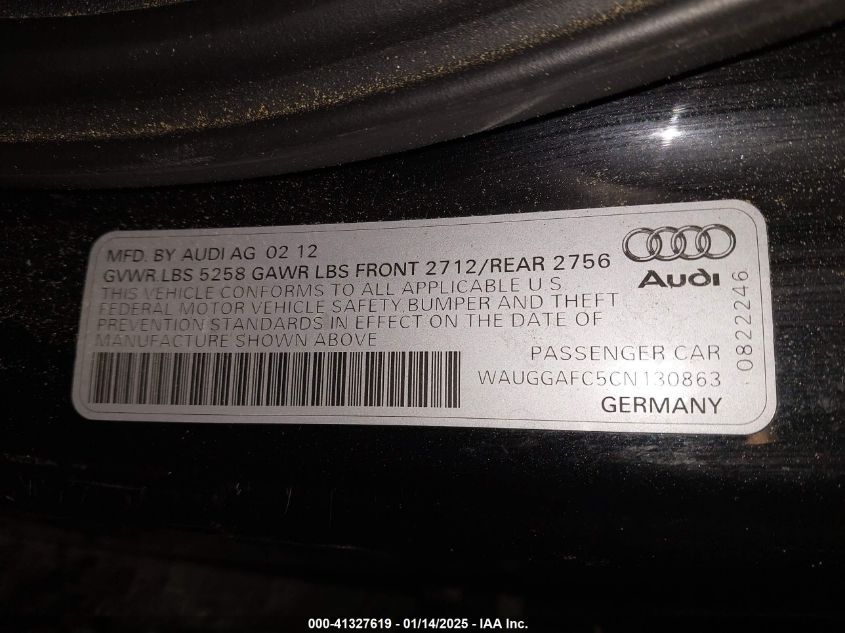 MFD. BY AUDI AG 02 12
GVWR LBS 5258 GAWR LBS FRONT 2712/REAR 2756
THIS VEHICLE CONFORMS TO ALL APPLICABLE U S
FEDERAL MOTOR VEHICLE SAFETY, BUMPER AND THEFT
PREVENTION STANDARDS IN EFFECT ON THE DATE OF
MANUFACTURE SHOWN ABOVE
Audi
0822246
PASSENGER CAR
WAUGGAFC5CN130863
GERMANY
000-41327619 - 01/14/2025 - IAA Inc.